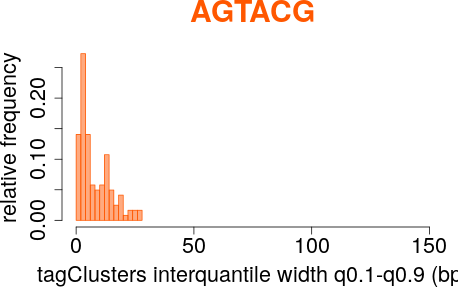 AGTACG
relative frequency
0.20
0.10
0.00
0
50
100
150
tagClusters interquantile width q0.1-q0.9 (bp